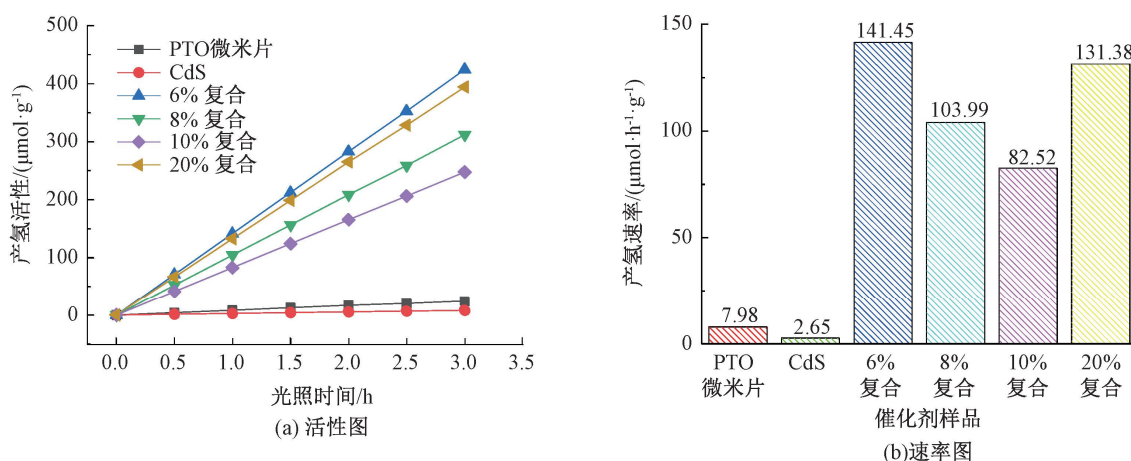 500
400
300
200
100
0
产氢活性/(μmol·g⁻¹)
PTO微米片
CdS
6% 复合
8% 复合
10% 复合
20% 复合
0.0 0.5 1.0 1.5 2.0 2.5 3.0 3.5
光照时间/h
(a) 活性图
150
100
50
0
产氢速率/(μmol·h⁻¹·g⁻¹)
7.98
2.65
141.45
103.99
82.52
131.38
PTO CdS 6% 8% 10% 20%
微米片 复合 复合 复合 复合
催化剂样品
(b)速率图